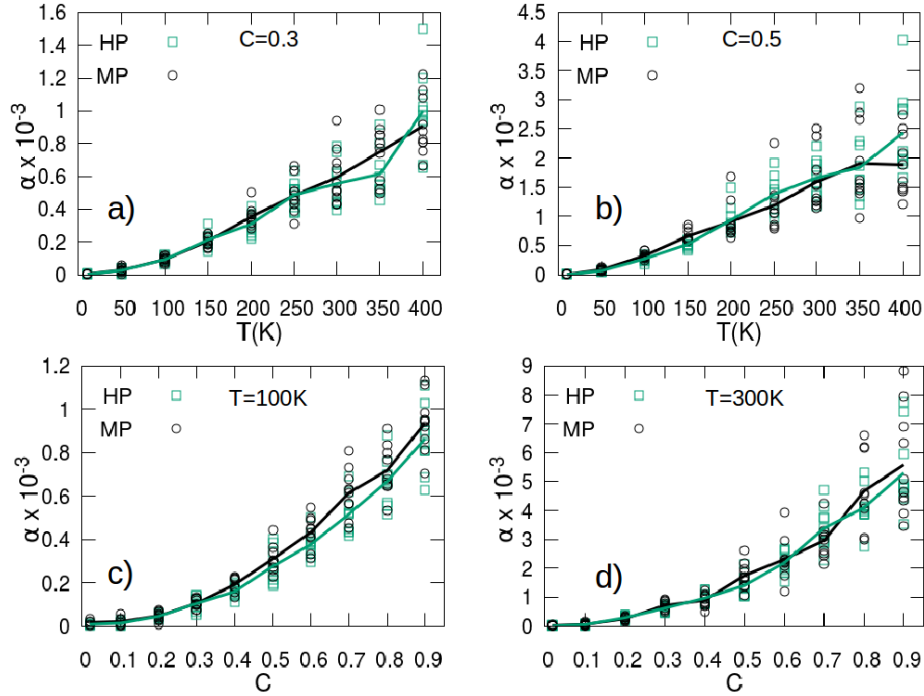 HP
MP
C=0.3
a)
α x 10⁻³
1.6
1.4
1.2
1
0.8
0.6
0.4
0.2
0
0 50 100 150 200 250 300 350 400
T(K)
HP
MP
C=0.5
b)
α x 10⁻³
4.5
4
3.5
3
2.5
2
1.5
1
0.5
0
0 50 100 150 200 250 300 350 400
T(K)
HP
MP
T=100K
c)
α x 10⁻³
1.2
1
0.8
0.6
0.4
0.2
0
0 0.1 0.2 0.3 0.4 0.5 0.6 0.7 0.8 0.9
C
HP
MP
T=300K
d)
α x 10⁻³
9
8
7
6
5
4
3
2
1
0
0 0.1 0.2 0.3 0.4 0.5 0.6 0.7 0.8 0.9
C